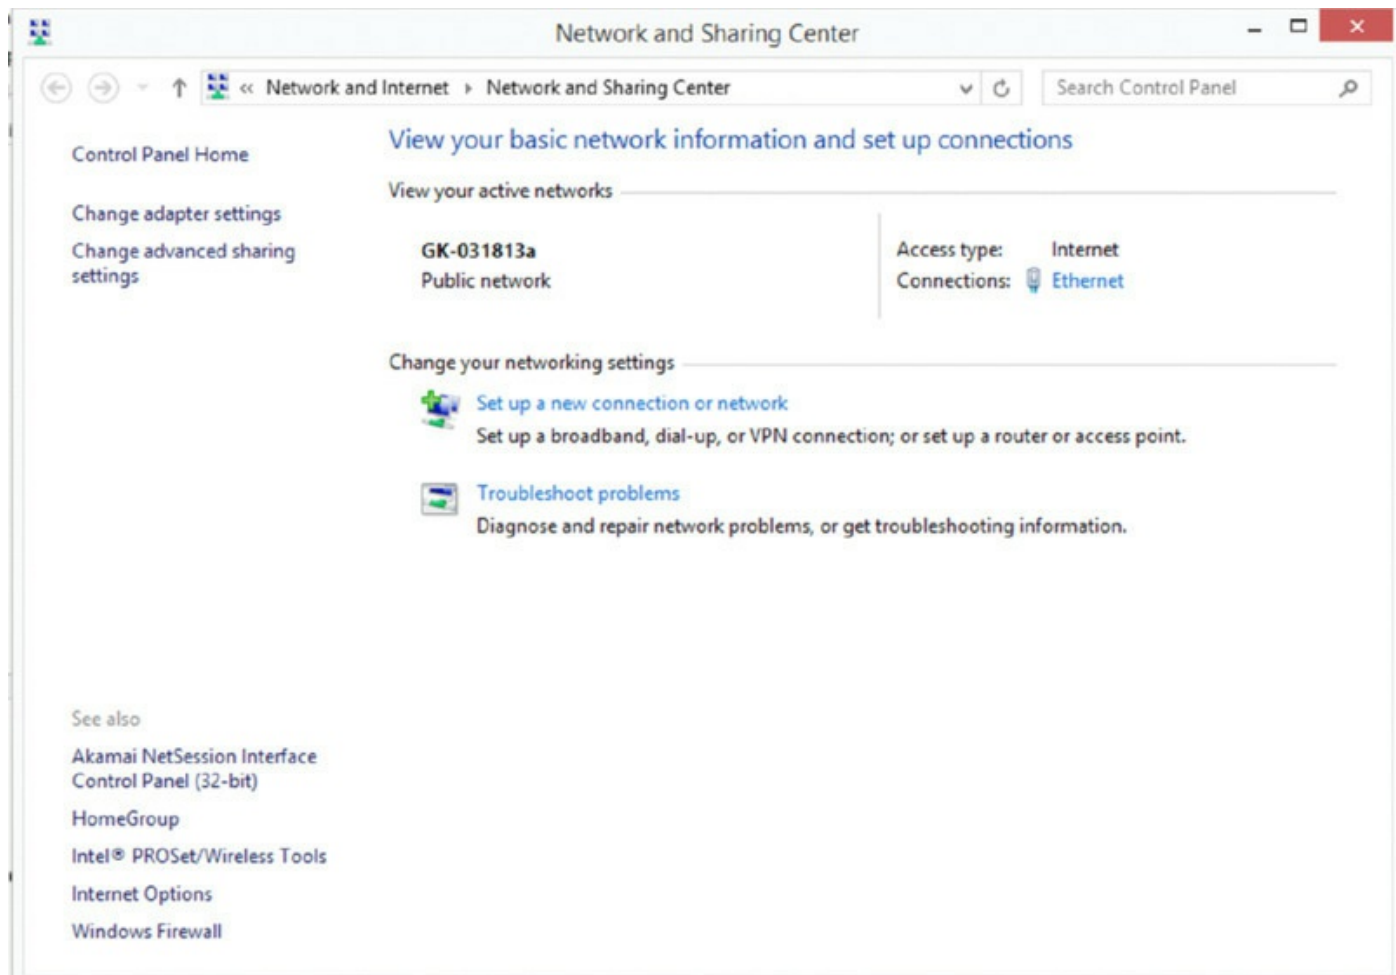 Network and Sharing Center
« Network and Internet ▸ Network and Sharing Center
Search Control Panel
Control Panel Home
Change adapter settings
Change advanced sharing
settings
View your basic network information and set up connections
View your active networks
GK-031813a
Public network
Access type: Internet
Connections: Ethernet
Change your networking settings
Set up a new connection or network
Set up a broadband, dial-up, or VPN connection; or set up a router or access point.
Troubleshoot problems
Diagnose and repair network problems, or get troubleshooting information.
See also
Akamai NetSession Interface
Control Panel (32-bit)
HomeGroup
Intel® PROSet/Wireless Tools
Internet Options
Windows Firewall